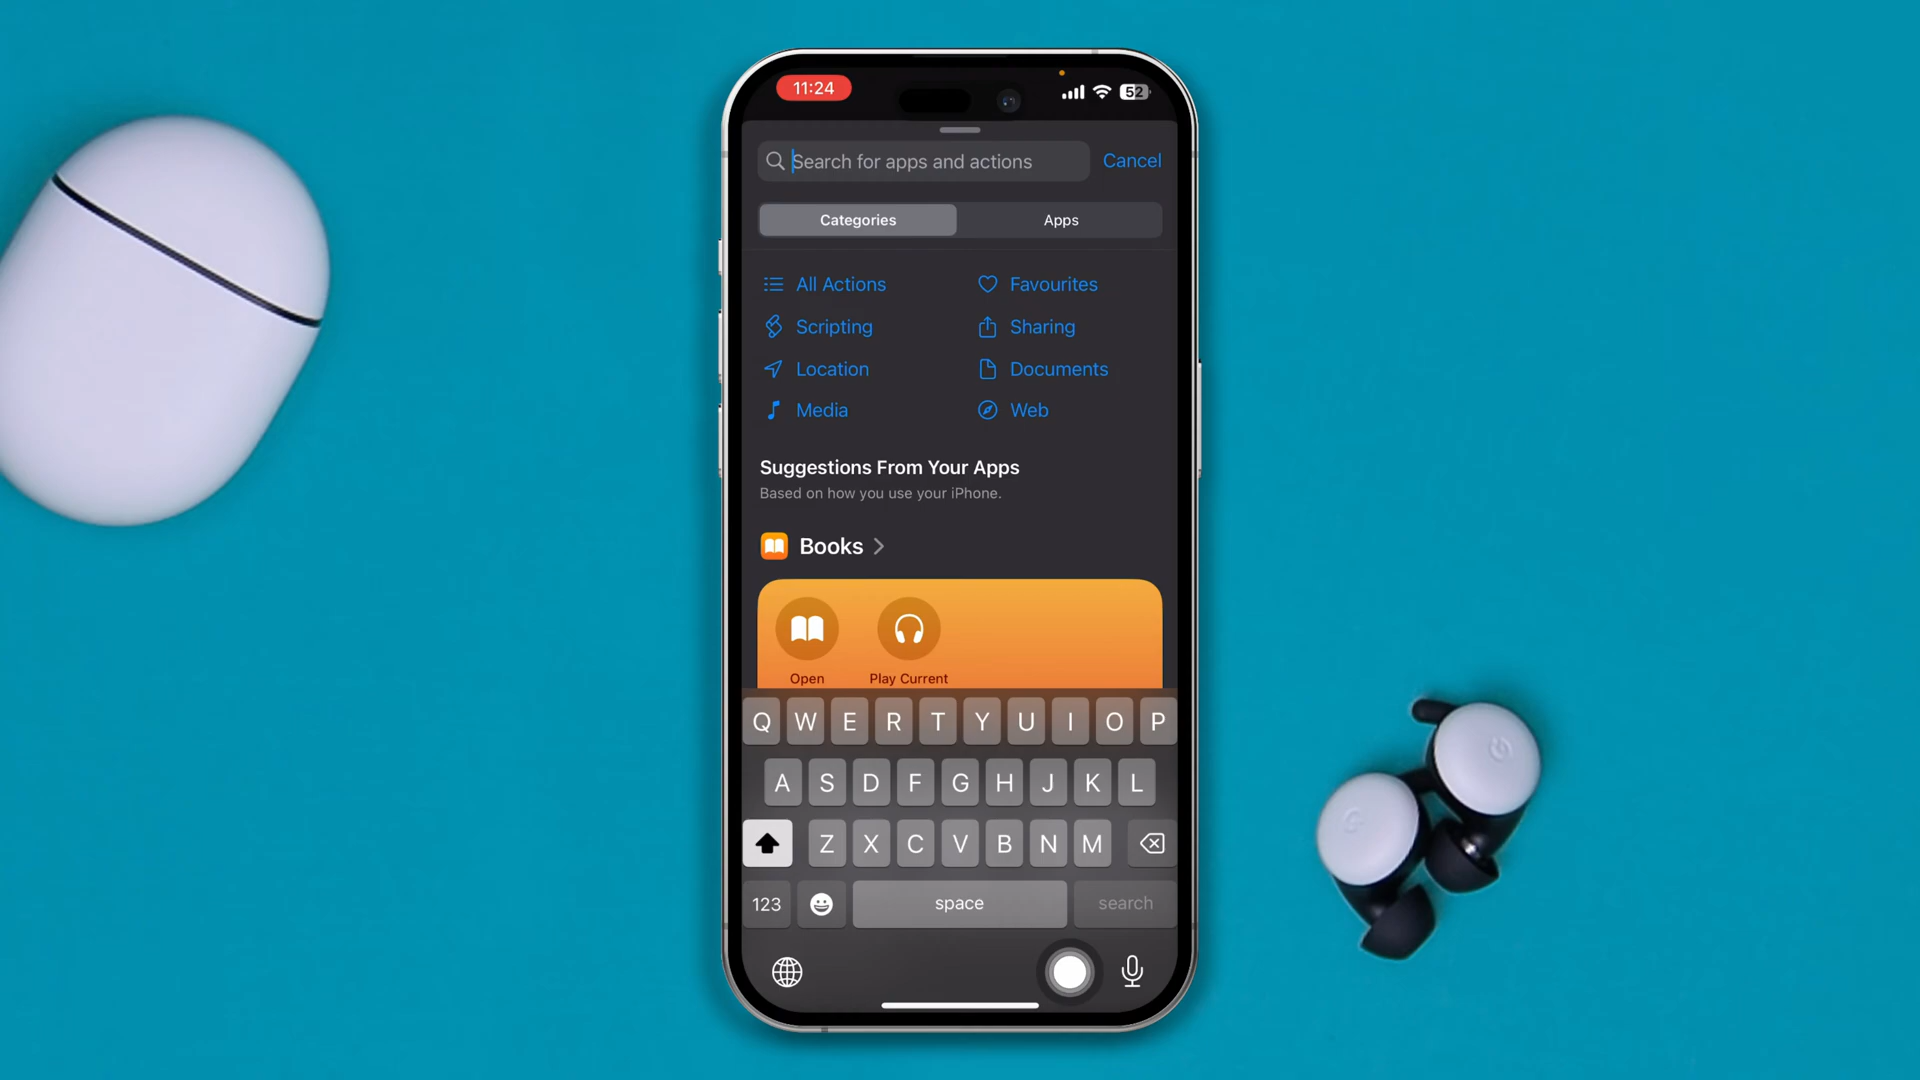 11:24
52
Search for apps and actions
Cancel
Categories
Apps
All Actions
Favourites
Scripting
Sharing
Location
Documents
Media
Web
Suggestions From Your Apps
Based on how you use your iPhone.
Books
Open
Play Current
Q W E R T Y U I O P
A S D F G H J K L
Z X C V B N M
123
space
search